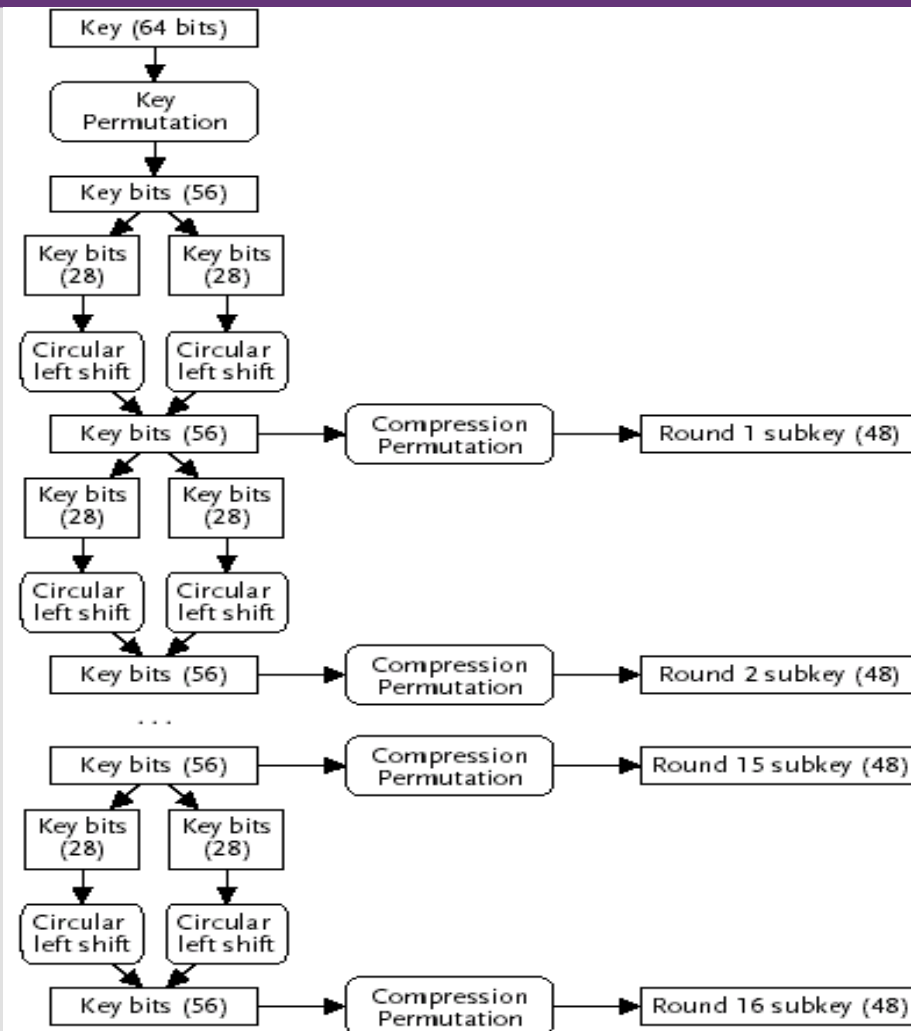 Key (64 bits)
Key
Permutation
Key bits (56)
Key bits
(28)
Key bits
(28)
Circular
left shift
Circular
left shift
Key bits (56)
Compression
Permutation
Round 1 subkey (48)
Key bits
(28)
Key bits
(28)
Circular
left shift
Circular
left shift
Key bits (56)
Compression
Permutation
Round 2 subkey (48)
...
Key bits (56)
Compression
Permutation
Round 15 subkey (48)
Key bits
(28)
Key bits
(28)
Circular
left shift
Circular
left shift
Key bits (56)
Compression
Permutation
Round 16 subkey (48)